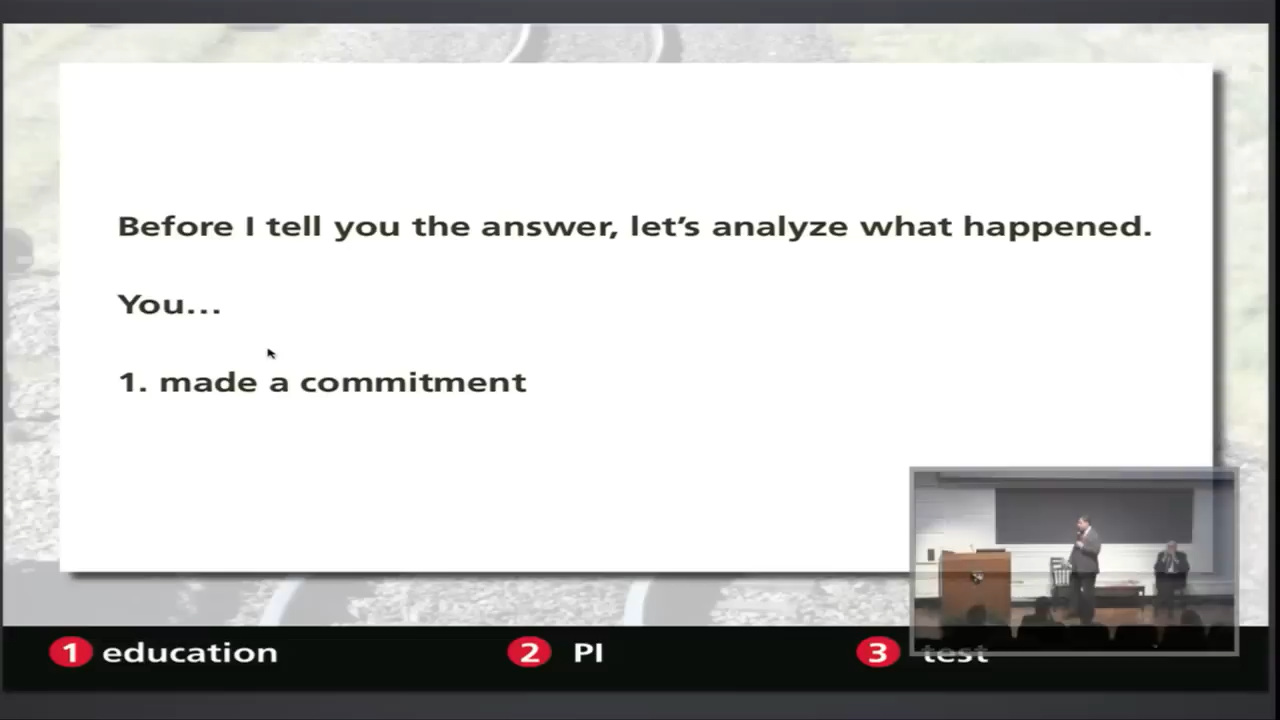 Before I tell you the answer, let’s analyze what happened.
You...
1. made a commitment
1 education
2 PI
3 test